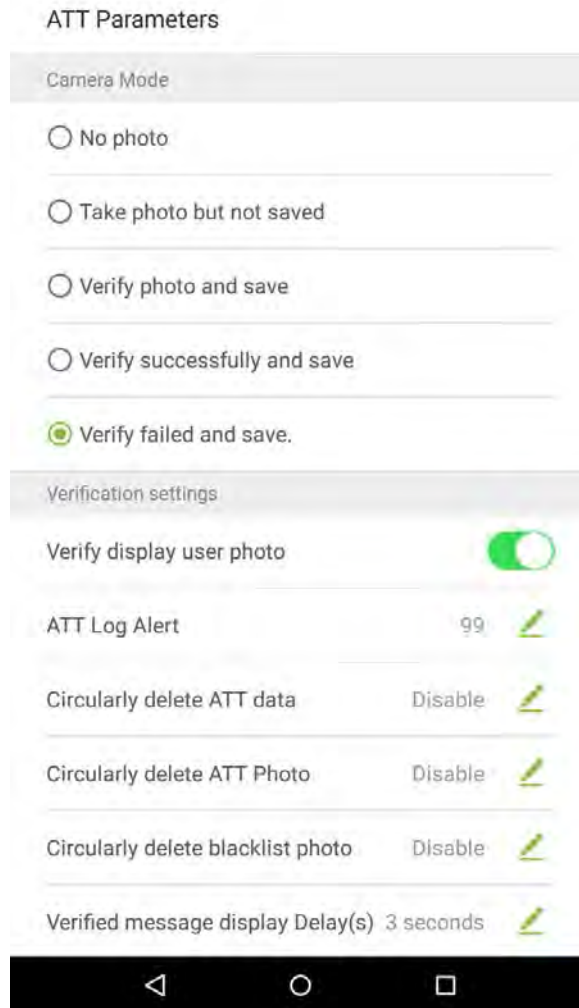 ATT Parameters
Camera Mode
No photo
Take photo but not saved
Verify photo and save
Verify successfully and save
Verify failed and save.
Verification settings
Verify display user photo
ATT Log Alert 99
Circularly delete ATT data Disable
Circularly delete ATT Photo Disable
Circularly delete blacklist photo Disable
Verified message display Delay(s) 3 seconds